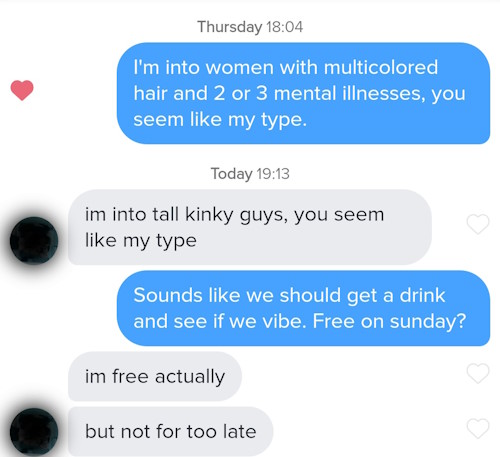 Thursday 18:04
I'm into women with multicolored
hair and 2 or 3 mental illnesses, you
seem like my type.
Today 19:13
im into tall kinky guys, you seem
like my type
Sounds like we should get a drink
and see if we vibe. Free on sunday?
im free actually
but not for too late